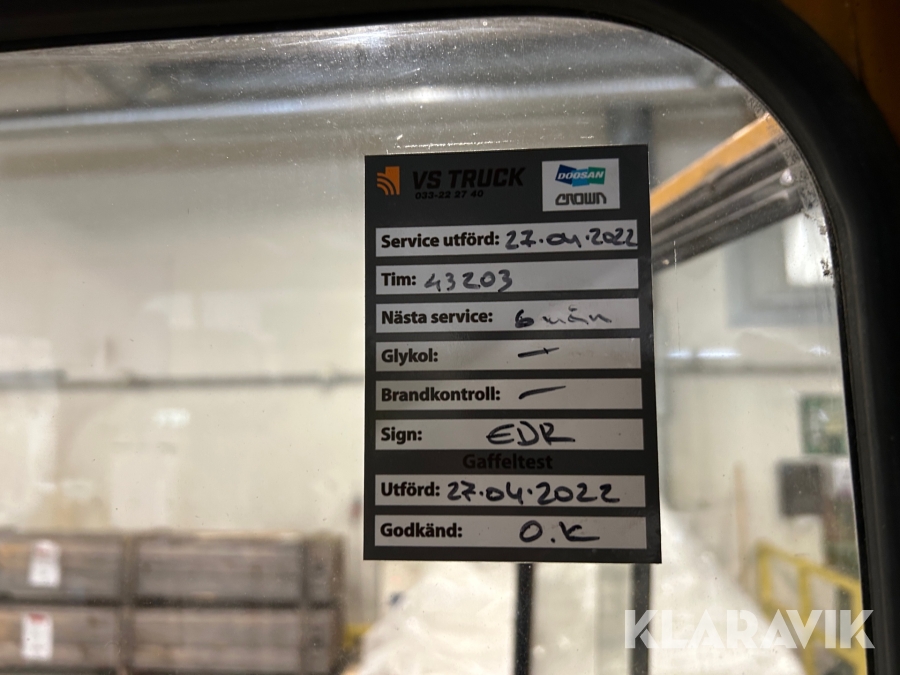 VS TRUCK
033-22 27 40
DOOSAN
CROWN
Service utförd: 27.04.2022
Tim: 43203
Nästa service: 6 mån
Glykol: —
Brandkontroll: —
Sign: EDR
Gaffeltest
Utförd: 27.04.2022
Godkänd: O.K
KLARAVIK